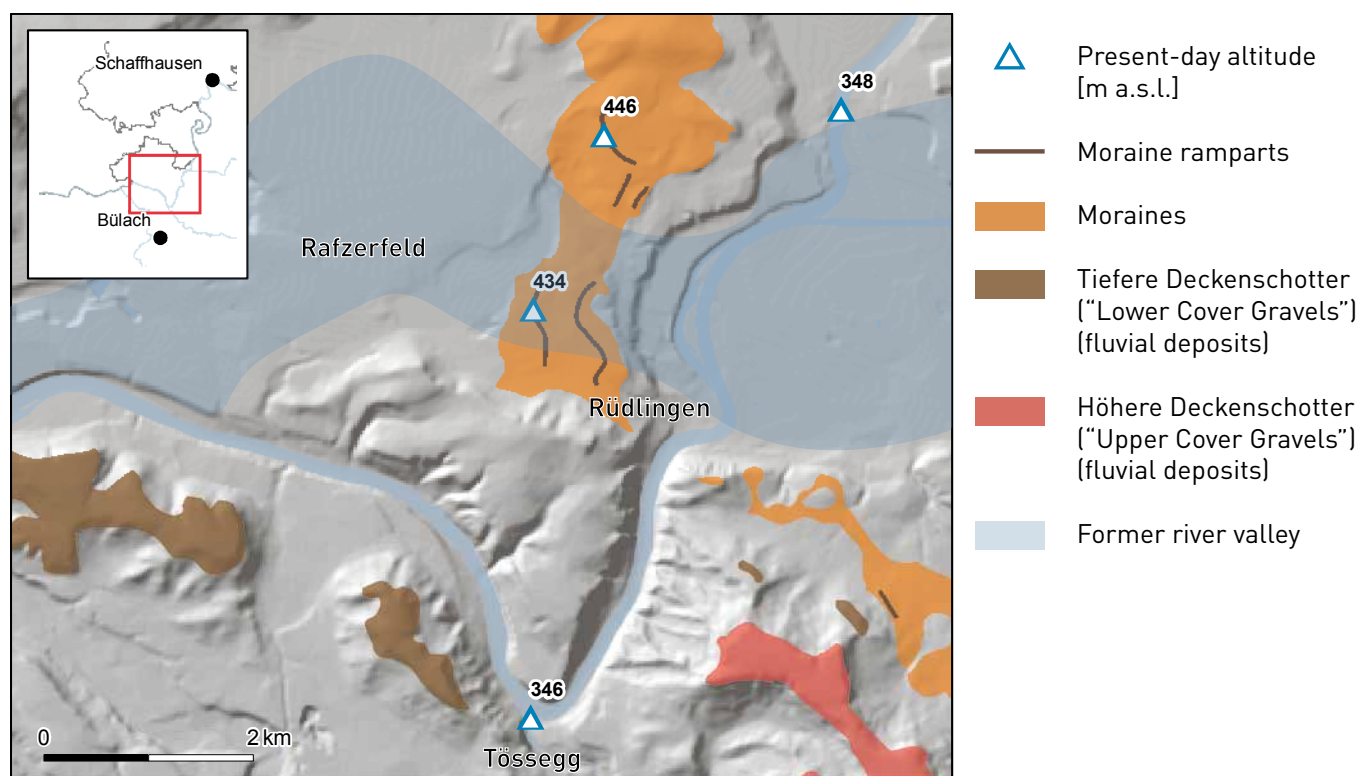 Schaffhausen
Bülach
446
348
Rafzerfeld
434
Rüdlingen
346
Tössegg
0
2 km
Present-day altitude
[m a.s.l.]
Moraine ramparts
Moraines
Tiefere Deckenschotter
(“Lower Cover Gravels”)
(fluvial deposits)
Höhere Deckenschotter
(“Upper Cover Gravels”)
(fluvial deposits)
Former river valley